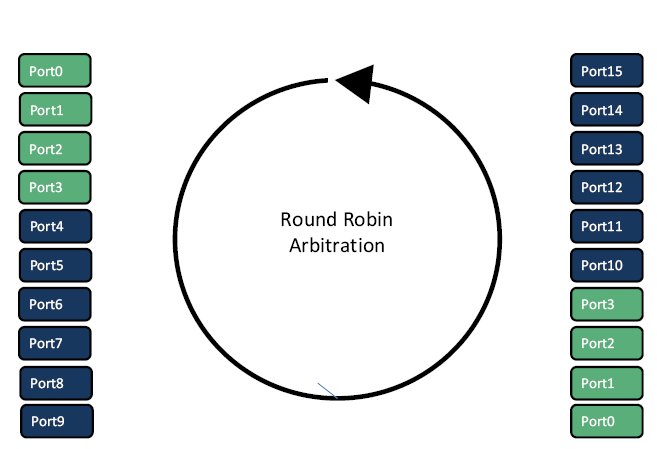 Port0
Port1
Port2
Port3
Port4
Port5
Port6
Port7
Port8
Port9
Round Robin
Arbitration
Port15
Port14
Port13
Port12
Port11
Port10
Port3
Port2
Port1
Port0